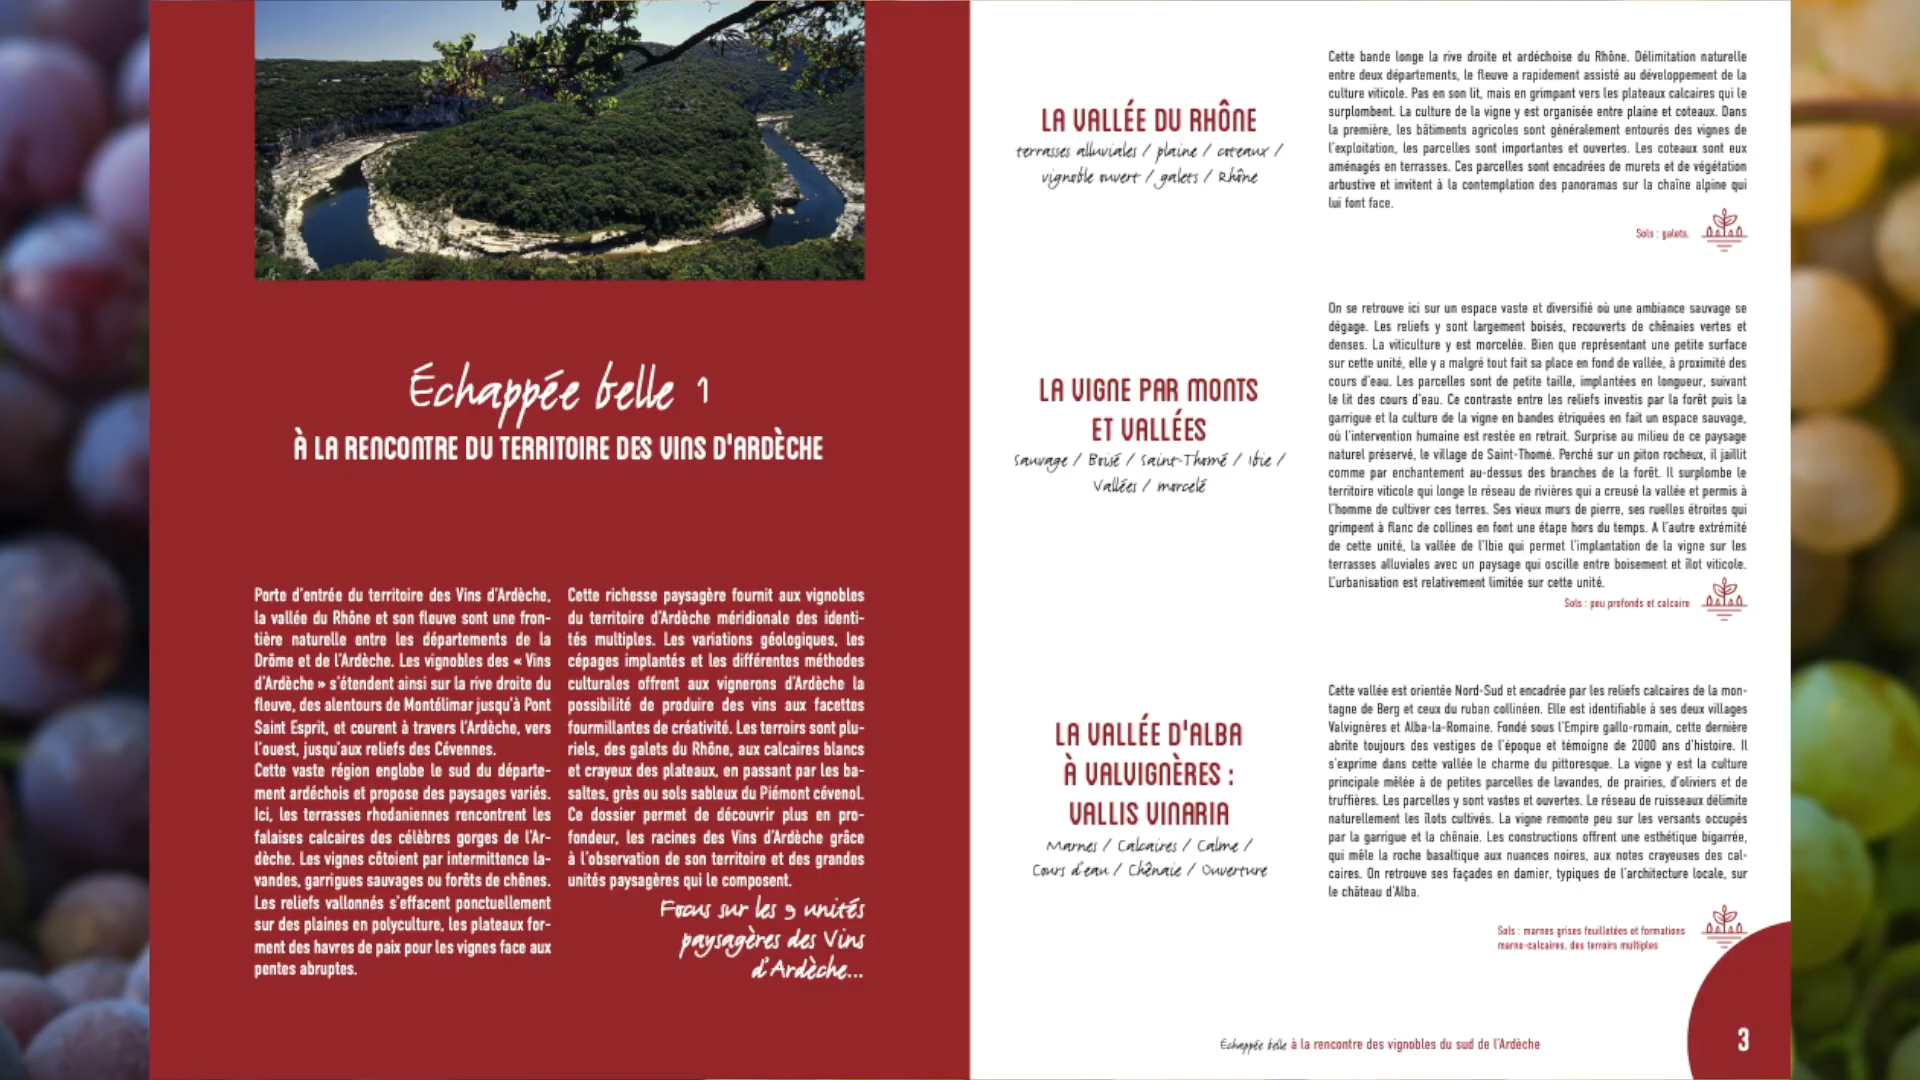 Échappée belle 1
À LA RENCONTRE DU TERRITOIRE DES VINS D'ARDÈCHE
Porte d'entrée du territoire des Vins d'Ardèche,
la vallée du Rhône et son fleuve sont une fron-
tière naturelle entre les départements de la
Drôme et de l'Ardèche. Les vignobles des « Vins
d'Ardèche » s'étendent ainsi sur la rive droite du
fleuve, des alentours de Montélimar jusqu'à Pont
Saint Esprit, et courent à travers l'Ardèche, vers
l'ouest, jusqu'aux reliefs des Cévennes.
Cette vaste région englobe le sud du départe-
ment ardéchois et propose des paysages variés.
Ici, les terrasses rhodaniennes rencontrent les
falaises calcaires des célèbres gorges de l'Ar-
dèche. Les vignes côtoient par intermittence la-
vandes, garrigues sauvages ou forêts de chênes.
Les reliefs vallonnés s'effacent ponctuellement
sur des plaines en polyculture, les plateaux for-
ment des havres de paix pour les vignes face aux
pentes abruptes.
Cette richesse paysagère fournit aux vignobles
du territoire d'Ardèche méridionale des identi-
tés multiples. Les variations géologiques, les
cépages implantés et les différentes méthodes
culturales offrent aux vignerons d'Ardèche la
possibilité de produire des vins aux facettes
fourmillantes de créativité. Les terroirs sont plu-
riels, des galets du Rhône, aux calcaires blancs
et crayeux des plateaux, en passant par les ba-
saltes, grès ou sols sableux du Piémont cévenol.
Ce dossier permet de découvrir plus en pro-
fondeur, les racines des Vins d'Ardèche grâce
à l'observation de son territoire et des grandes
unités paysagères qui le composent.
Focus sur les 9 unités
paysagères des Vins
d'Ardèche...
LA VALLÉE DU RHÔNE
terrasses alluviales / plaine / coteaux /
vignoble ouvert / galets / Rhône
Cette bande longe la rive droite et ardéchoise du Rhône. Délimitation naturelle
entre deux départements, le fleuve a rapidement assisté au développement de la
culture viticole. Pas en son lit, mais en grimpant vers les plateaux calcaires qui le
surplombent. La culture de la vigne y est organisée entre plaine et coteaux. Dans
la première, les bâtiments agricoles sont généralement entourés des vignes de
l'exploitation, les parcelles sont importantes et ouvertes. Les coteaux sont eux
aménagés en terrasses. Ces parcelles sont encadrées de murets et de végétation
arbustive et invitent à la contemplation des panoramas sur la chaîne alpine qui
lui font face.
Sols : galets.
LA VIGNE PAR MONTS
ET VALLÉES
Sauvage / Boisé / Saint-Thomé / Ibie /
Vallées / morcelé
On se retrouve ici sur un espace vaste et diversifié où une ambiance sauvage se
dégage. Les reliefs y sont largement boisés, recouverts de chênaies vertes et
denses. La viticulture y est morcelée. Bien que représentant une petite surface
sur cette unité, elle y a malgré tout fait sa place en fond de vallée, à proximité des
cours d'eau. Les parcelles sont de petite taille, implantées en longueur, suivant
le lit des cours d'eau. Ce contraste entre les reliefs investis par la forêt puis la
garrigue et la culture de la vigne en bandes étriquées en fait un espace sauvage,
où l'intervention humaine est restée en retrait. Surprise au milieu de ce paysage
naturel préservé, le village de Saint-Thomé. Perché sur un piton rocheux, il jaillit
comme par enchantement au-dessus des branches de la forêt. Il surplombe le
territoire viticole qui longe le réseau de rivières qui a creusé la vallée et permis à
l'homme de cultiver ces terres. Ses vieux murs de pierre, ses ruelles étroites qui
grimpent à flanc de collines en font une étape hors du temps. A l'autre extrémité
de cette unité, la vallée de l'Ibie qui permet l'implantation de la vigne sur les
terrasses alluviales avec un paysage qui oscille entre boisement et îlot viticole.
L'urbanisation est relativement limitée sur cette unité.
Sols : peu profonds et calcaire
LA VALLÉE D'ALBA
À VALVIGNÈRES :
VALLIS VINARIA
Marnes / Calcaires / Calme /
Cours d'eau / Chênaie / Ouverture
Cette vallée est orientée Nord-Sud et encadrée par les reliefs calcaires de la mon-
tagne de Berg et ceux du ruban collinéen. Elle est identifiable à ses deux villages
Valvignères et Alba-la-Romaine. Fondé sous l'Empire gallo-romain, cette dernière
abrite toujours des vestiges de l'époque et témoigne de 2000 ans d'histoire. Il
s'exprime dans cette vallée le charme du pittoresque. La vigne y est la culture
principale mêlée à de petites parcelles de lavandes, de prairies, d'oliviers et de
truffières. Les parcelles y sont vastes et ouvertes. Le réseau de ruisseaux délimite
naturellement les îlots cultivés. La vigne remonte peu sur les versants occupés
par la garrigue et la chênaie. Les constructions offrent une esthétique bigarrée,
qui mêle la roche basaltique aux nuances noires, aux notes crayeuses des cal-
caires. On retrouve ses façades en damier, typiques de l'architecture locale, sur
le château d'Alba.
Sols : marnes grises feuilletées et formations
marno-calcaires, des terroirs multiples
Echappée belle à la rencontre des vignobles du sud de l'Ardèche
3